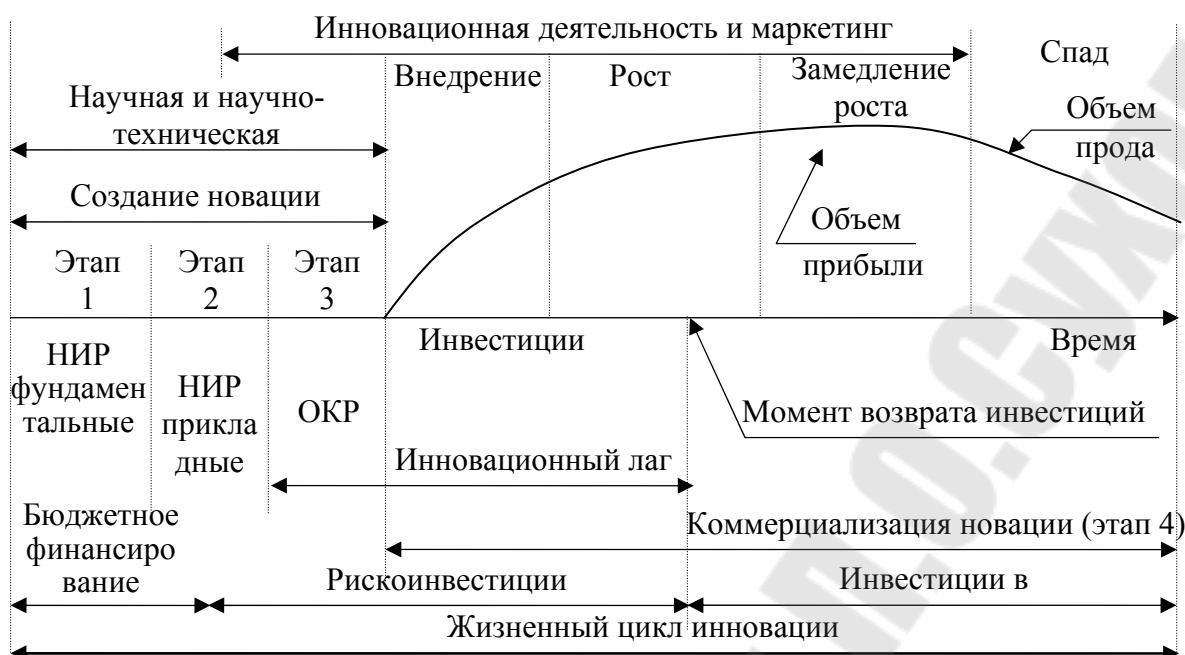 Инновационная деятельность и маркетинг
Спад
Внедрение
Рост
Замедление
роста
Научная и научно-
техническая
Объем
прода
Создание новации
Объем
прибыли
Этап
1
Этап
2
Этап
3
Инвестиции
Время
НИР
фундамен
тальные
НИР
прикла
дные
ОКР
Момент возврата инвестиций
Инновационный лаг
Бюджетное
финансиро
вание
Коммерциализация новации (этап 4)
Рискоинвестиции
Инвестиции в
Жизненный цикл инновации